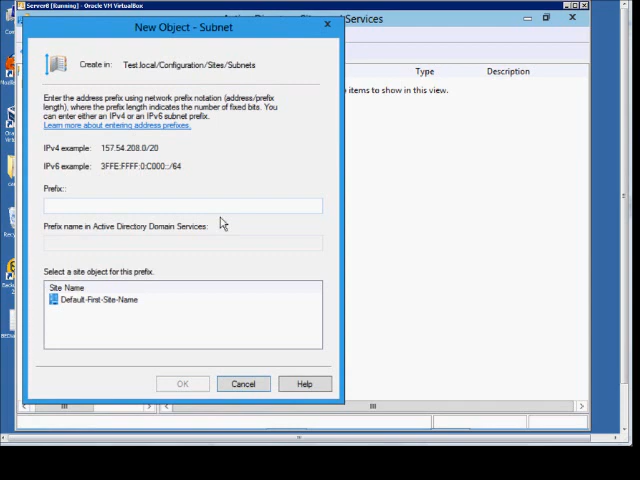 Server8 [Running] - Oracle VM VirtualBox
Services
New Object - Subnet
Create in: Test.local/Configuration/Sites/Subnets
Type Description
items to show in this view.
Enter the address prefix using network prefix notation (address/prefix
length), where the prefix length indicates the number of fixed bits. You
can enter either an IPv4 or an IPv6 subnet prefix.
Learn more about entering address prefixes.
IPv4 example: 157.54.208.0/20
IPv6 example: 3FFE:FFFF:0:C000::/64
Prefix::
Prefix name in Active Directory Domain Services:
Select a site object for this prefix.
Site Name
Default-First-Site-Name
OK Cancel Help